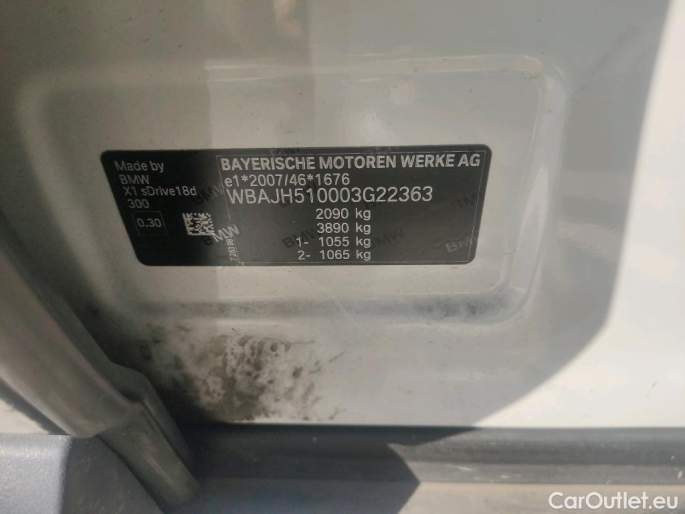 Made by
BMW
X1 sDrive18d
300
0.30
BAYERISCHE MOTOREN WERKE AG
e1*2007/46*1676
WBAJH510003G22363
2090 kg
3890 kg
1- 1055 kg
2- 1065 kg
BMW
CarOutlet.eu